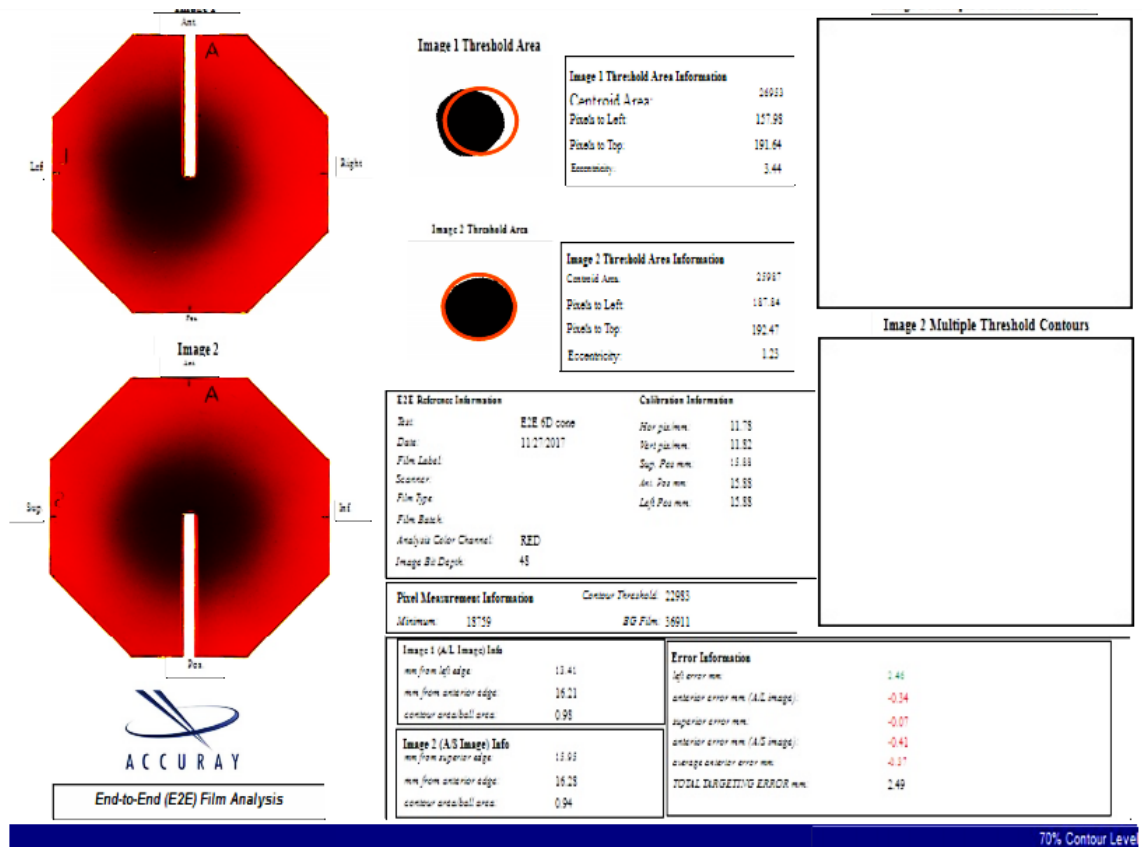 Ant.
A
Right
Pos.
Image 2
Ant.
A
Sup.
Inf
Pos.
ACCURAY
End-to-End (E2E) Film Analysis
Image 1 Threshold Area
Image 1 Threshold Area Information
Centroid Area: 26953
Pixels to Left: 157.98
Pixels to Top: 191.64
Eccentricity: 3.44
Image 2 Threshold Area
Image 2 Threshold Area Information
Centroid Area: 25987
Pixels to Left: 187.84
Pixels to Top: 192.47
Eccentricity: 1.23
Image 2 Multiple Threshold Contours
E2E Reference Information
Test: E2E 6D cone
Date: 11/27/2017
Film Label:
Scanner:
Film Type:
Film Batch:
Analysis Color Channel: RED
Image Bit Depth: 48
Calibration Information
Hor pix/mm: 11.78
Vert pix/mm: 11.82
Sup. Pos mm: 15.88
Ant. Pos mm: 15.88
Left Pos mm: 15.88
Pixel Measurement Information
Contour Threshold: 22983
Minimum: 18759
BG Film: 36911
Image 1 (A/L Image) Info
mm from left edge: 13.41
mm from anterior edge: 16.21
contour area/ball area: 0.98
Image 2 (A/S Image) Info
mm from superior edge: 15.95
mm from anterior edge: 16.28
contour area/ball area: 0.94
Error Information
left error mm: 2.46
anterior error mm (A/L image): -0.34
superior error mm: -0.07
anterior error mm (A/S image): -0.41
average anterior error mm: -0.37
TOTAL TARGETING ERROR mm: 2.49
70% Contour Level